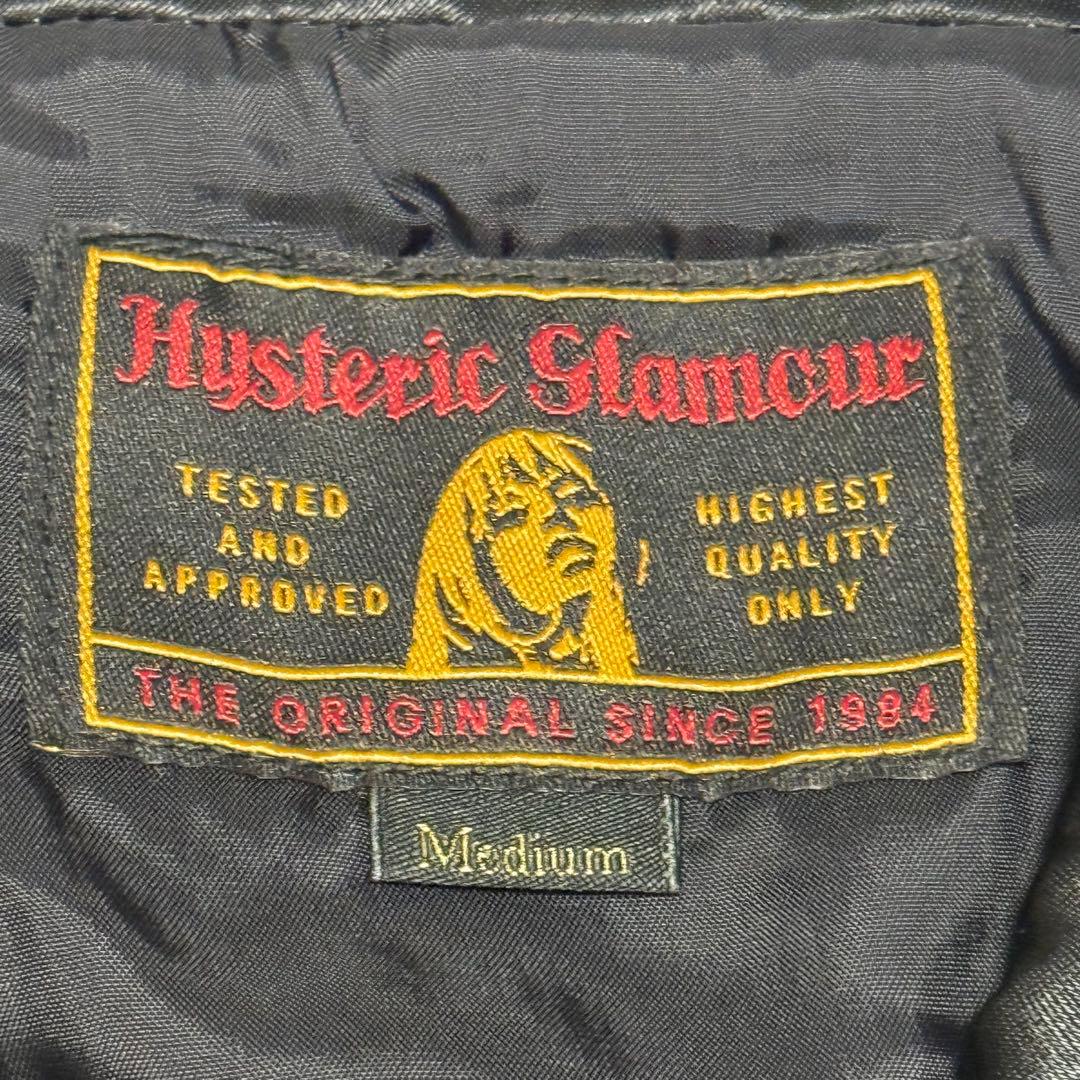 Hysteric Glamour
TESTED
AND
APPROVED
HIGHEST
QUALITY
ONLY
THE ORIGINAL SINCE 1984
Medium